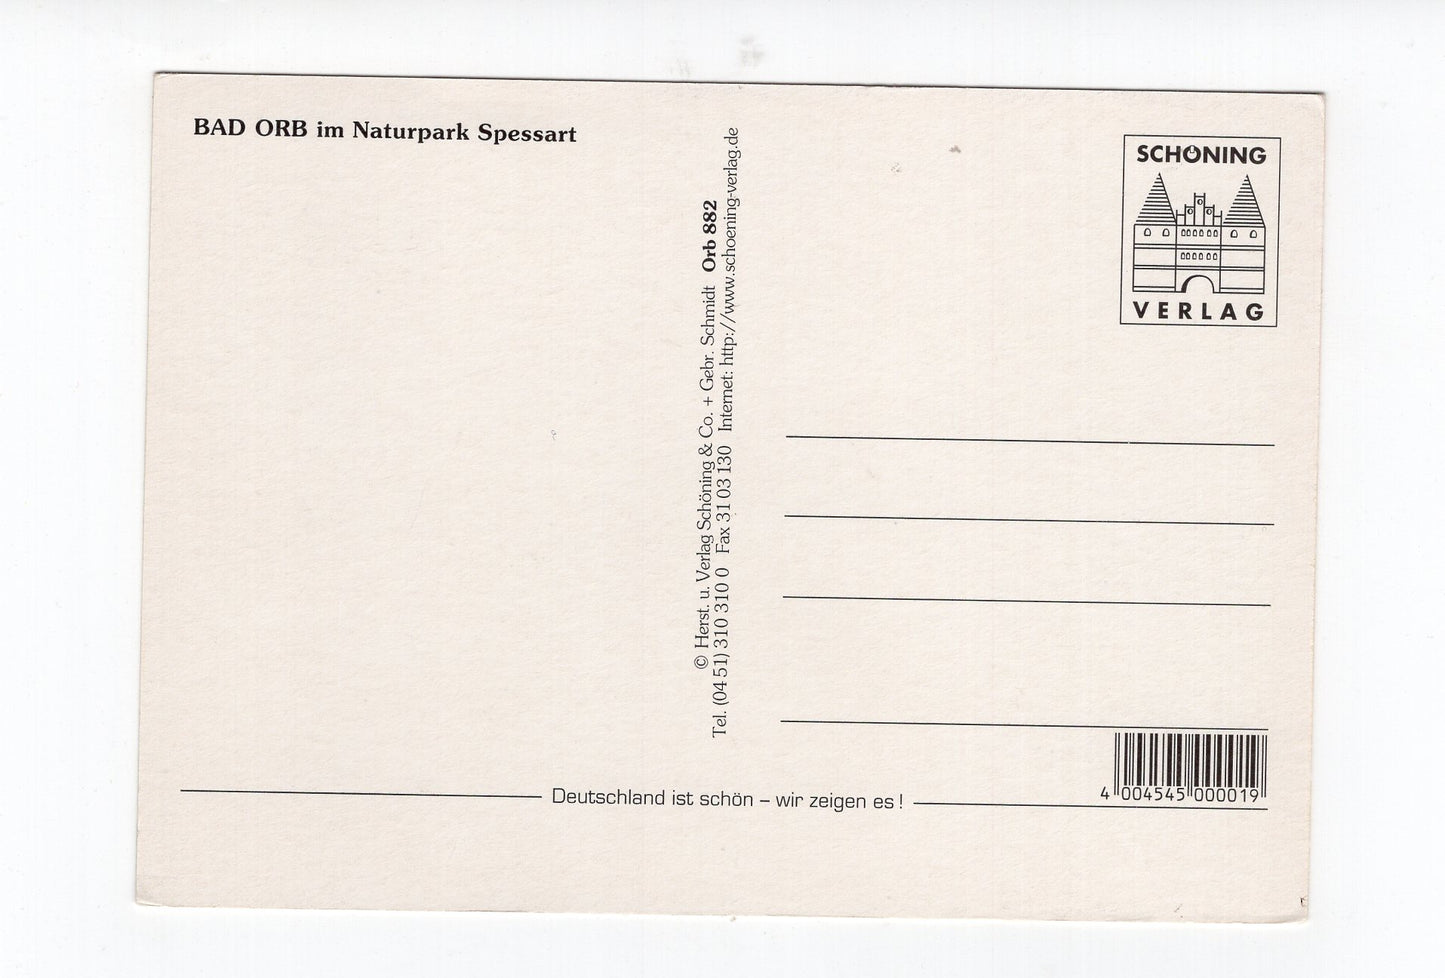 BAD ORB im Naturpark Spessart
© Herst. u. Verlag Schöning & Co. + Gebr. Schmidt Orb 882
Tel. (04 51) 310 310 0 Fax 31 03 130 Internet: http://www.schoening-verlag.de
SCHÖNING
VERLAG
Deutschland ist schön – wir zeigen es !
4 004545 000019